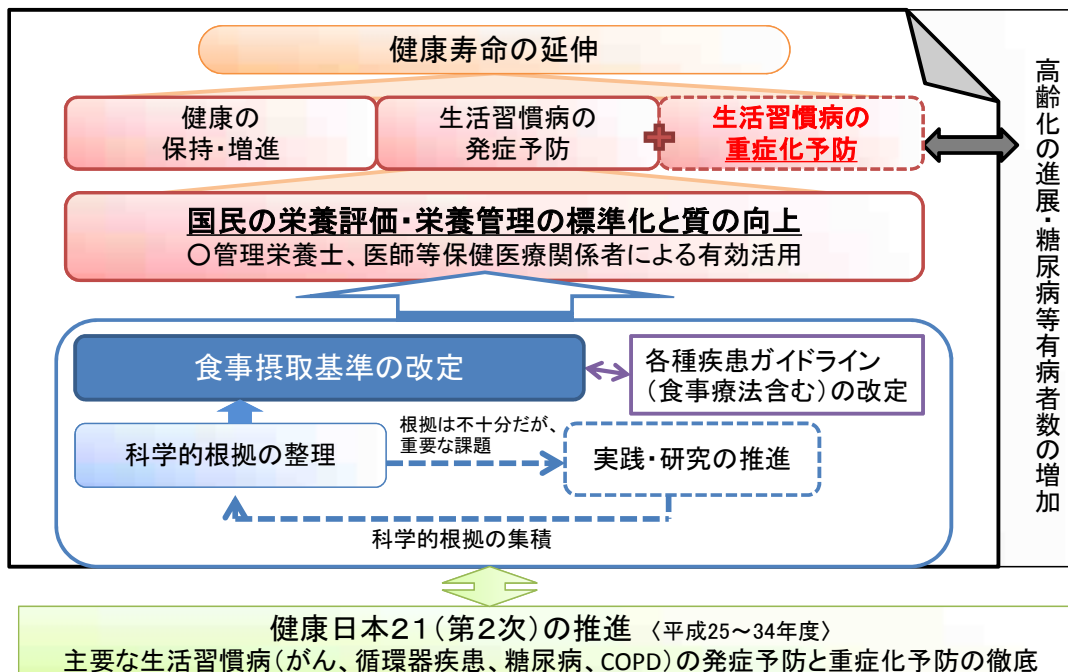 健康寿命の延伸
健康の
保持・増進
生活習慣病の
発症予防
生活習慣病の
重症化予防
国民の栄養評価・栄養管理の標準化と質の向上
〇管理栄養士、医師等保健医療関係者による有効活用
食事摂取基準の改定
各種疾患ガイドライン
(食事療法含む)の改定
科学的根拠の整理
根拠は不十分だが、
重要な課題
実践・研究の推進
科学的根拠の集積
高齢化の進展・糖尿病等有病者数の増加
健康日本21(第2次)の推進 〈平成25~34年度〉
主要な生活習慣病(がん、循環器疾患、糖尿病、COPD)の発症予防と重症化予防の徹底